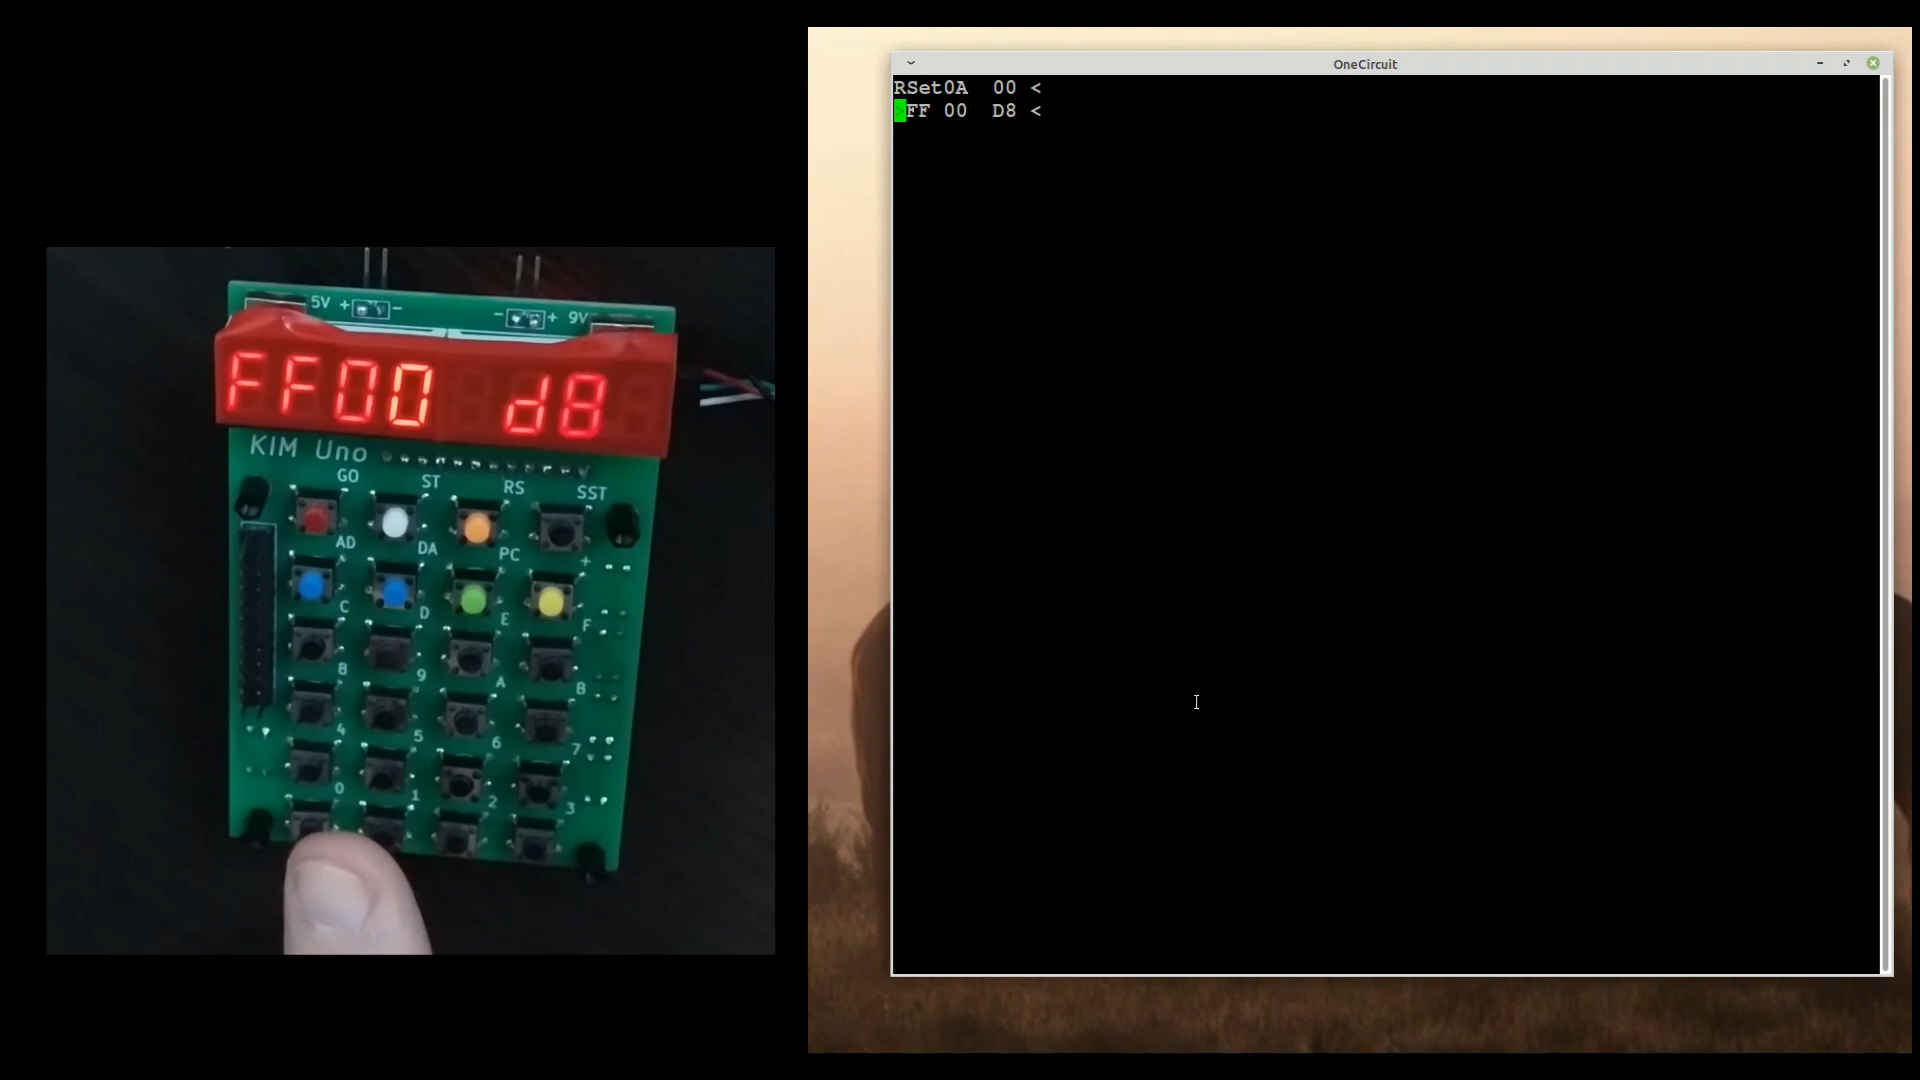 5V + - - + 9V
FF00 d8
KIM Uno
GO ST RS SST
AD DA PC +
C D E F
8 9 A B
4 5 6 7
0 1 2 3
OneCircuit
RSet0A 00 <
FF 00 D8 <